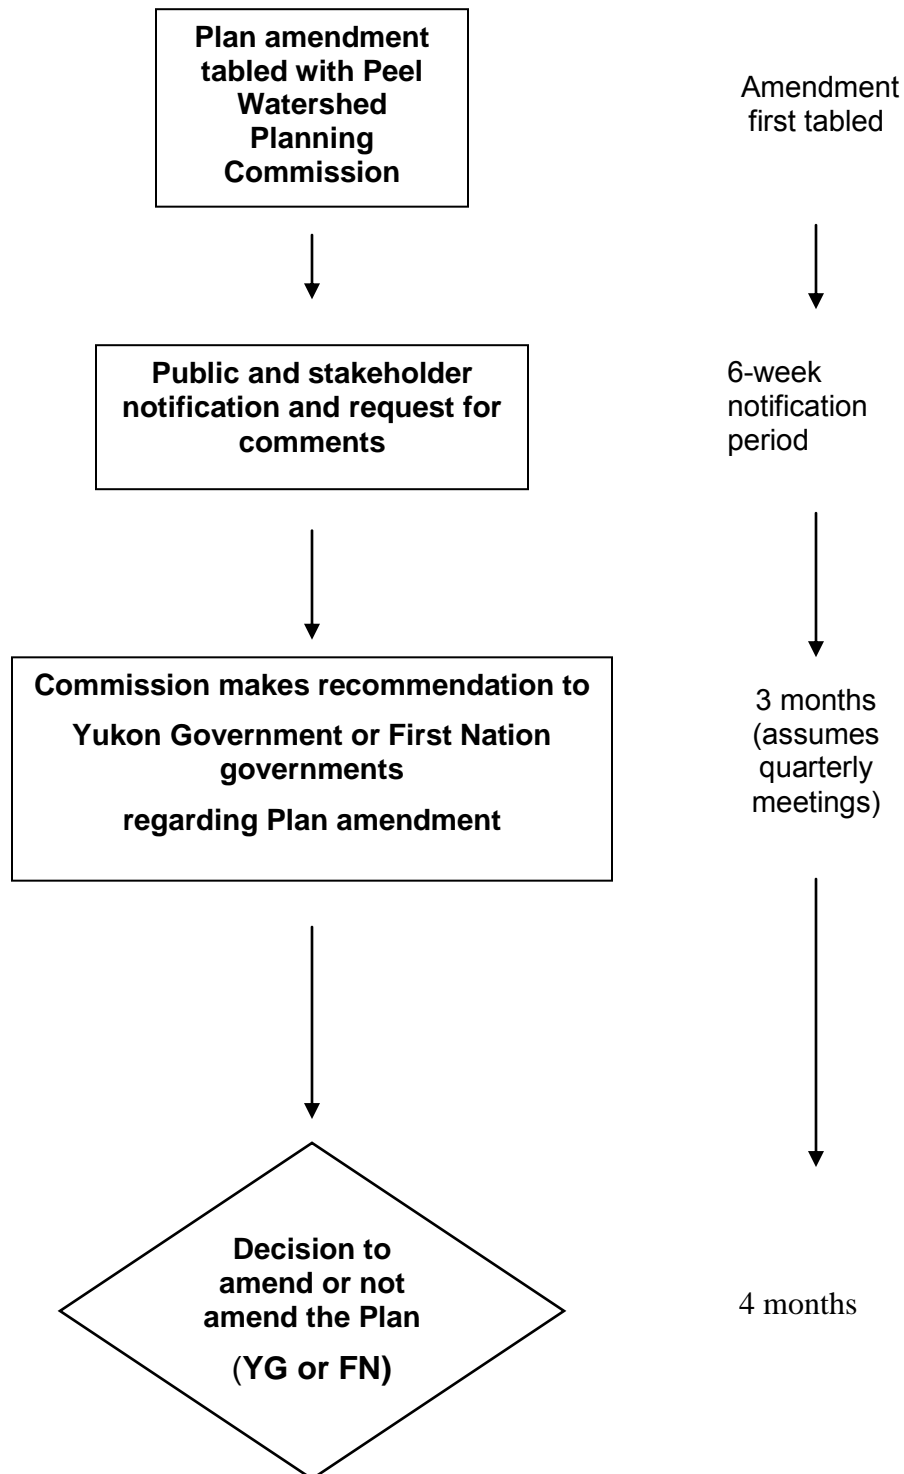 Plan amendment
tabled with Peel
Watershed
Planning
Commission
Amendment
first tabled
Public and stakeholder
notification and request for
comments
6-week
notification
period
Commission makes recommendation to
Yukon Government or First Nation
governments
regarding Plan amendment
3 months
(assumes
quarterly
meetings)
Decision to
amend or not
amend the Plan
(YG or FN)
4 months